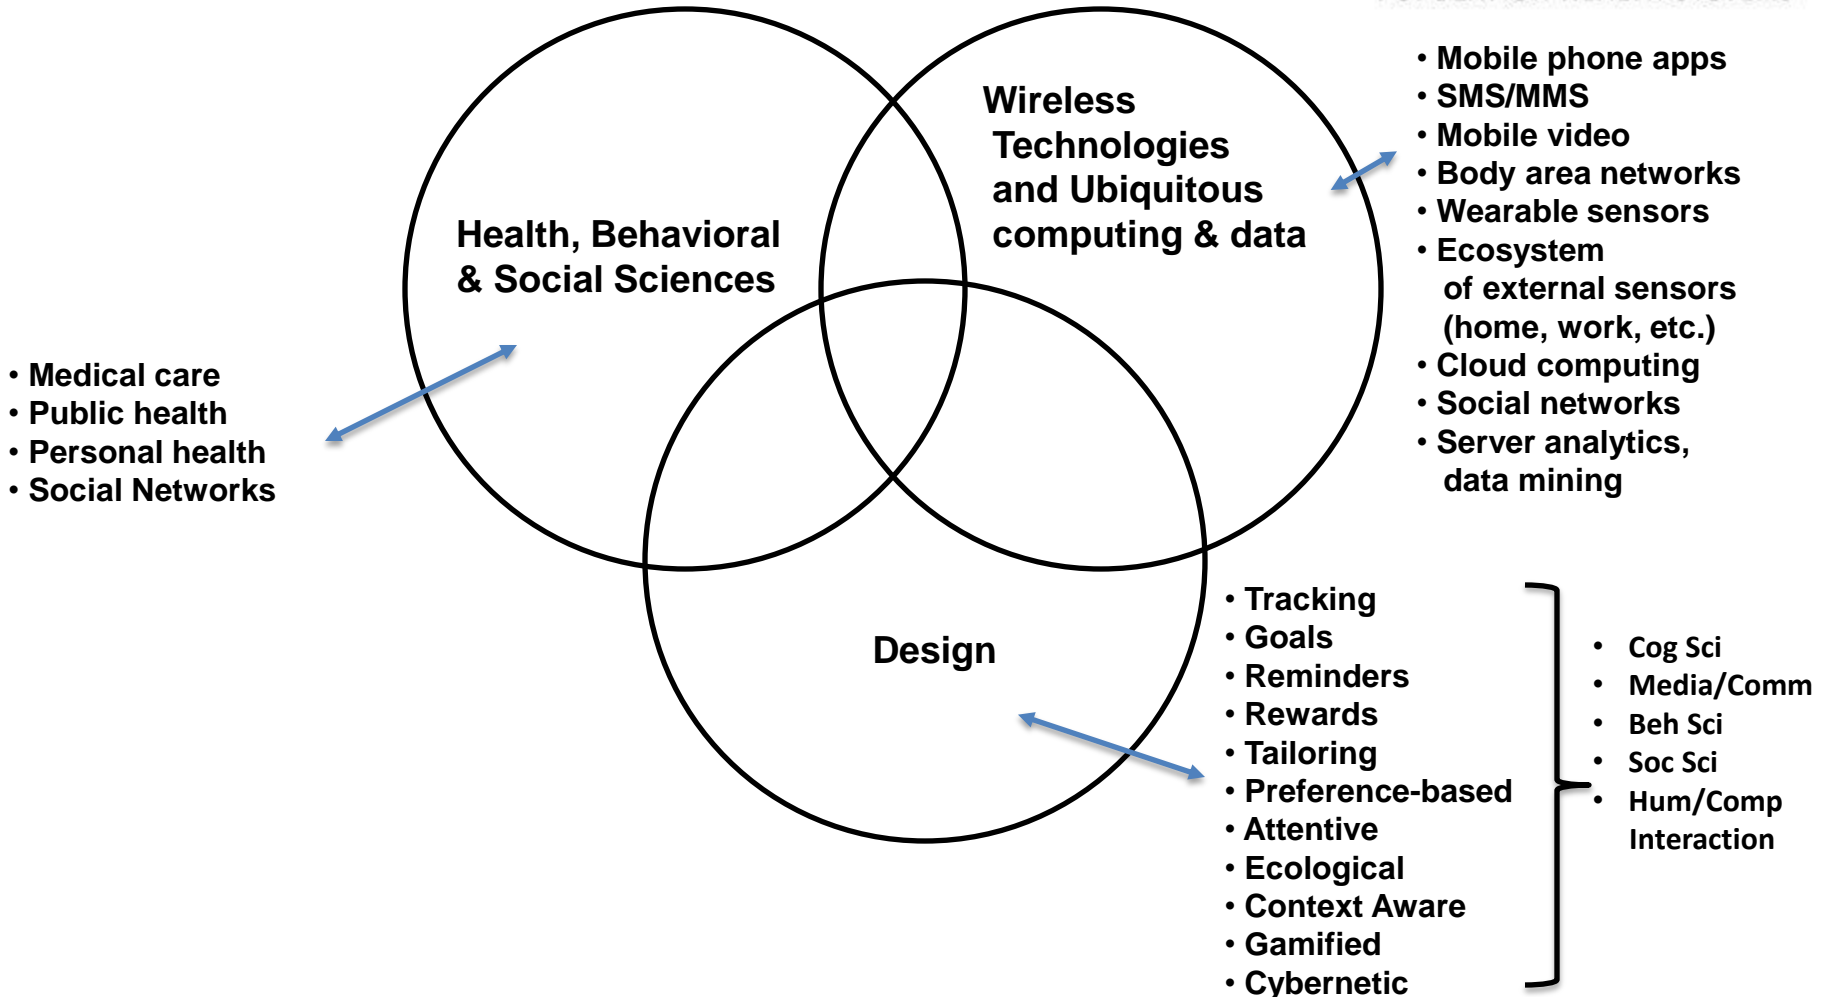 Wireless
Technologies
and Ubiquitous
computing & data
Health, Behavioral
& Social Sciences
Design
• Medical care
• Public health
• Personal health
• Social Networks
• Mobile phone apps
• SMS/MMS
• Mobile video
• Body area networks
• Wearable sensors
• Ecosystem
of external sensors
(home, work, etc.)
• Cloud computing
• Social networks
• Server analytics,
data mining
• Tracking
• Goals
• Reminders
• Rewards
• Tailoring
• Preference-based
• Attentive
• Ecological
• Context Aware
• Gamified
• Cybernetic
• Cog Sci
• Media/Comm
• Beh Sci
• Soc Sci
• Hum/Comp
Interaction